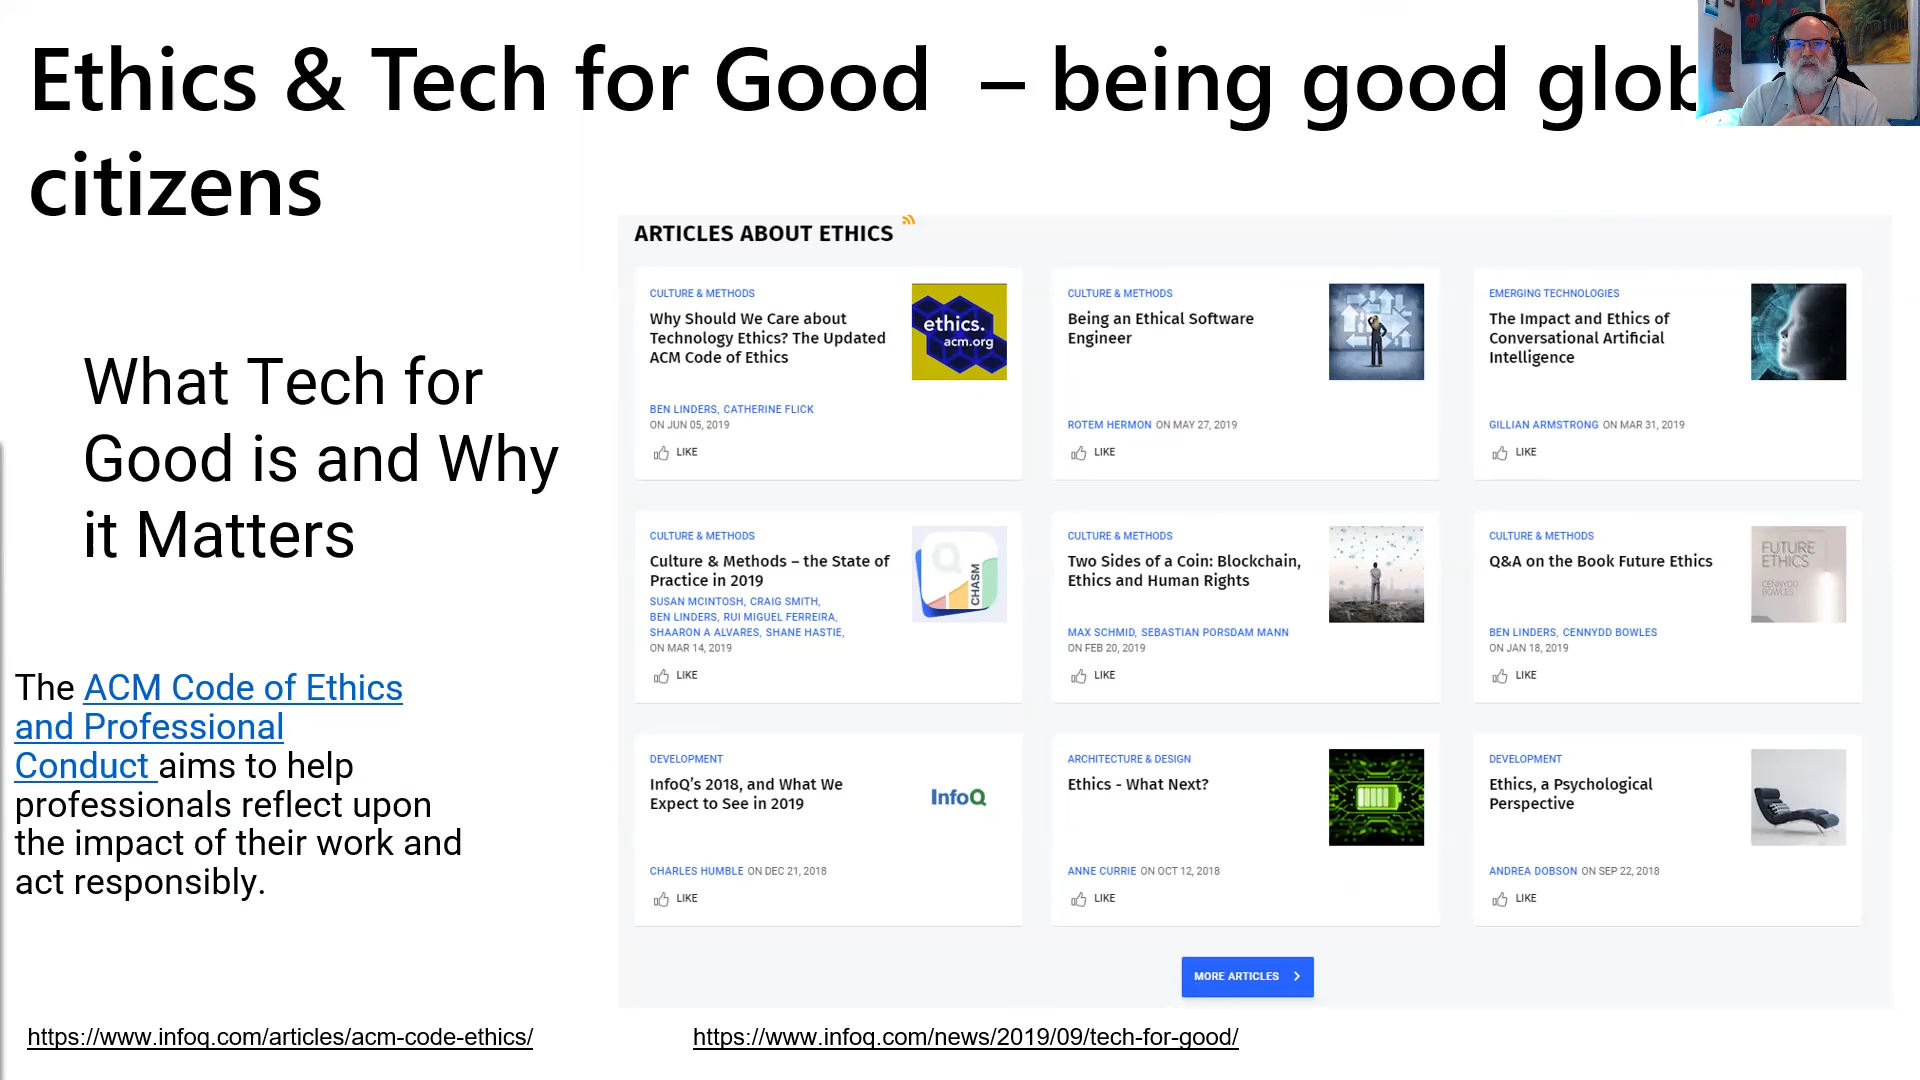 Ethics & Tech for Good – being good glob
citizens
What Tech for
Good is and Why
it Matters
The ACM Code of Ethics
and Professional
Conduct aims to help
professionals reflect upon
the impact of their work and
act responsibly.
https://www.infoq.com/articles/acm-code-ethics/
ARTICLES ABOUT ETHICS
CULTURE & METHODS
Why Should We Care about
Technology Ethics? The Updated
ACM Code of Ethics
ethics.
acm.org
BEN LINDERS, CATHERINE FLICK
ON JUN 05, 2019
LIKE
CULTURE & METHODS
Being an Ethical Software
Engineer
ROTEM HERMON ON MAY 27, 2019
LIKE
EMERGING TECHNOLOGIES
The Impact and Ethics of
Conversational Artificial
Intelligence
GILLIAN ARMSTRONG ON MAR 31, 2019
LIKE
CULTURE & METHODS
Culture & Methods – the State of
Practice in 2019
Q
CHASM
SUSAN MCINTOSH, CRAIG SMITH,
BEN LINDERS, RUI MIGUEL FERREIRA,
SHAARON A ALVARES, SHANE HASTIE,
ON MAR 14, 2019
LIKE
CULTURE & METHODS
Two Sides of a Coin: Blockchain,
Ethics and Human Rights
MAX SCHMID, SEBASTIAN PORSDAM MANN
ON FEB 20, 2019
LIKE
CULTURE & METHODS
Q&A on the Book Future Ethics
FUTURE
ETHICS
CENNYDD
BOWLES
BEN LINDERS, CENNYDD BOWLES
ON JAN 18, 2019
LIKE
DEVELOPMENT
InfoQ’s 2018, and What We
Expect to See in 2019
InfoQ
CHARLES HUMBLE ON DEC 21, 2018
LIKE
ARCHITECTURE & DESIGN
Ethics - What Next?
ANNE CURRIE ON OCT 12, 2018
LIKE
DEVELOPMENT
Ethics, a Psychological
Perspective
ANDREA DOBSON ON SEP 22, 2018
LIKE
MORE ARTICLES
https://www.infoq.com/news/2019/09/tech-for-good/